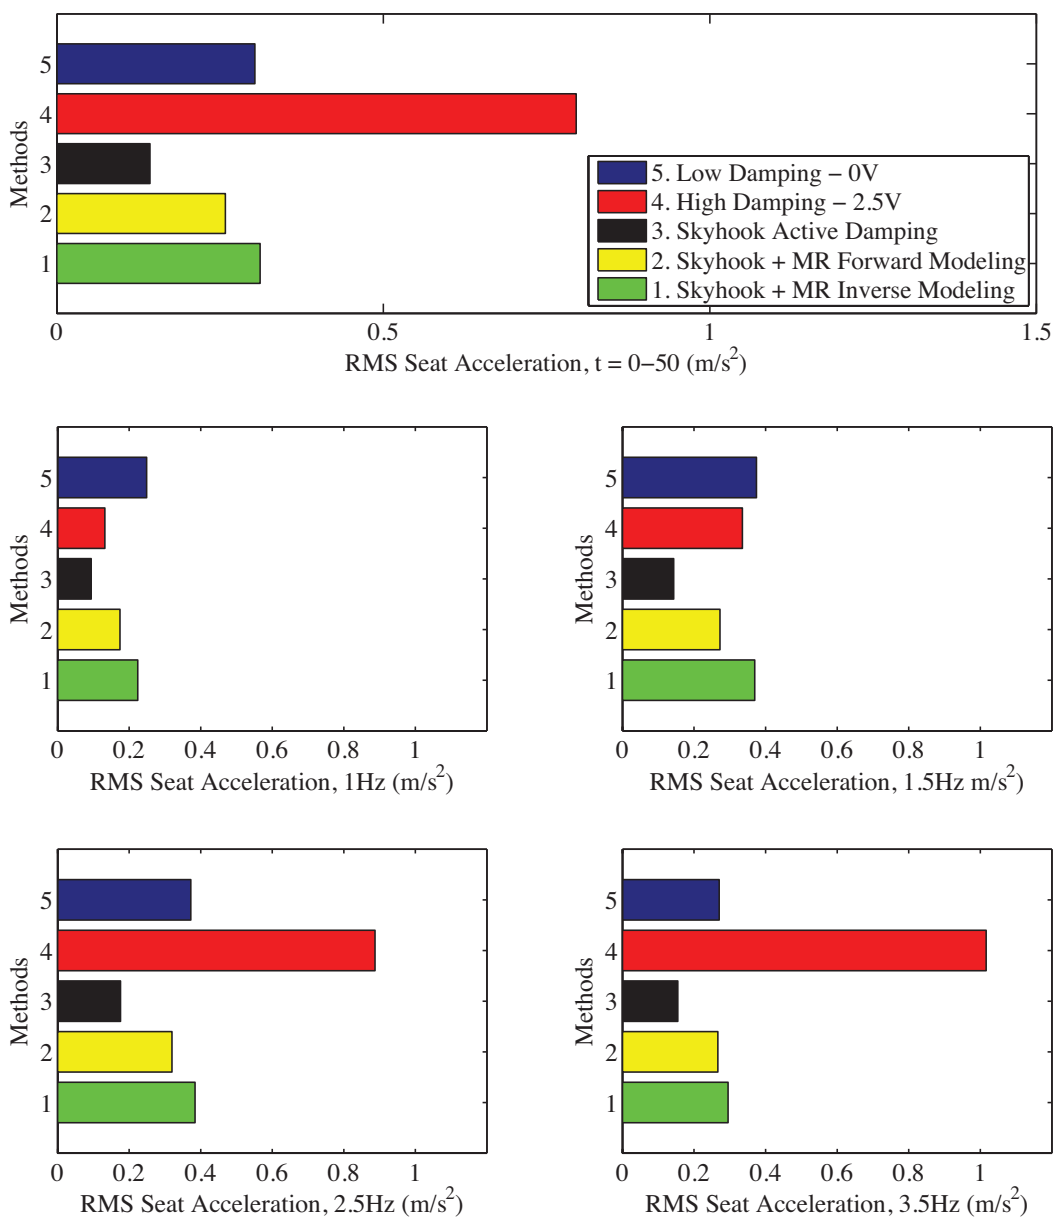 Methods
5
4
3
2
1
5. Low Damping − 0V
4. High Damping − 2.5V
3. Skyhook Active Damping
2. Skyhook + MR Forward Modeling
1. Skyhook + MR Inverse Modeling
0 0.5 1 1.5
RMS Seat Acceleration, t = 0−50 (m/s²)
Methods
5
4
3
2
1
0 0.2 0.4 0.6 0.8 1
RMS Seat Acceleration, 1Hz (m/s²)
Methods
5
4
3
2
1
0 0.2 0.4 0.6 0.8 1
RMS Seat Acceleration, 1.5Hz m/s²)
Methods
5
4
3
2
1
0 0.2 0.4 0.6 0.8 1
RMS Seat Acceleration, 2.5Hz (m/s²)
Methods
5
4
3
2
1
0 0.2 0.4 0.6 0.8 1
RMS Seat Acceleration, 3.5Hz (m/s²)